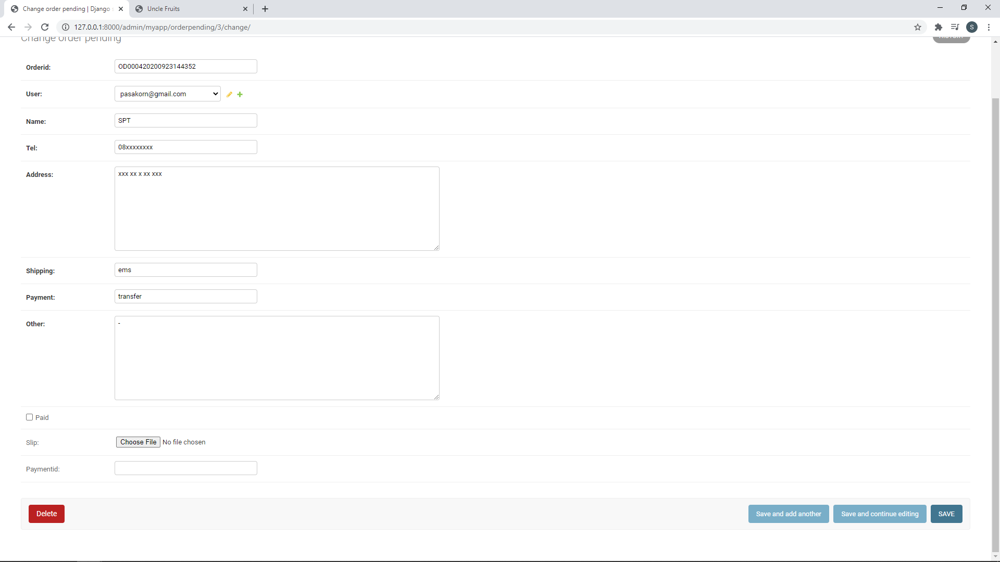 Change order pending | Django s
Uncle Fruits
127.0.0.1:8000/admin/myapp/orderpending/3/change/
S
Change order pending
HISTORY
Orderid:
OD000420200923144352
User:
pasakorn@gmail.com
Name:
SPT
Tel:
08xxxxxxxx
Address:
xxx xx x xx xxx
Shipping:
ems
Payment:
transfer
Other:
-
Paid
Slip:
Choose File No file chosen
Paymentid:
Delete
Save and add another
Save and continue editing
SAVE